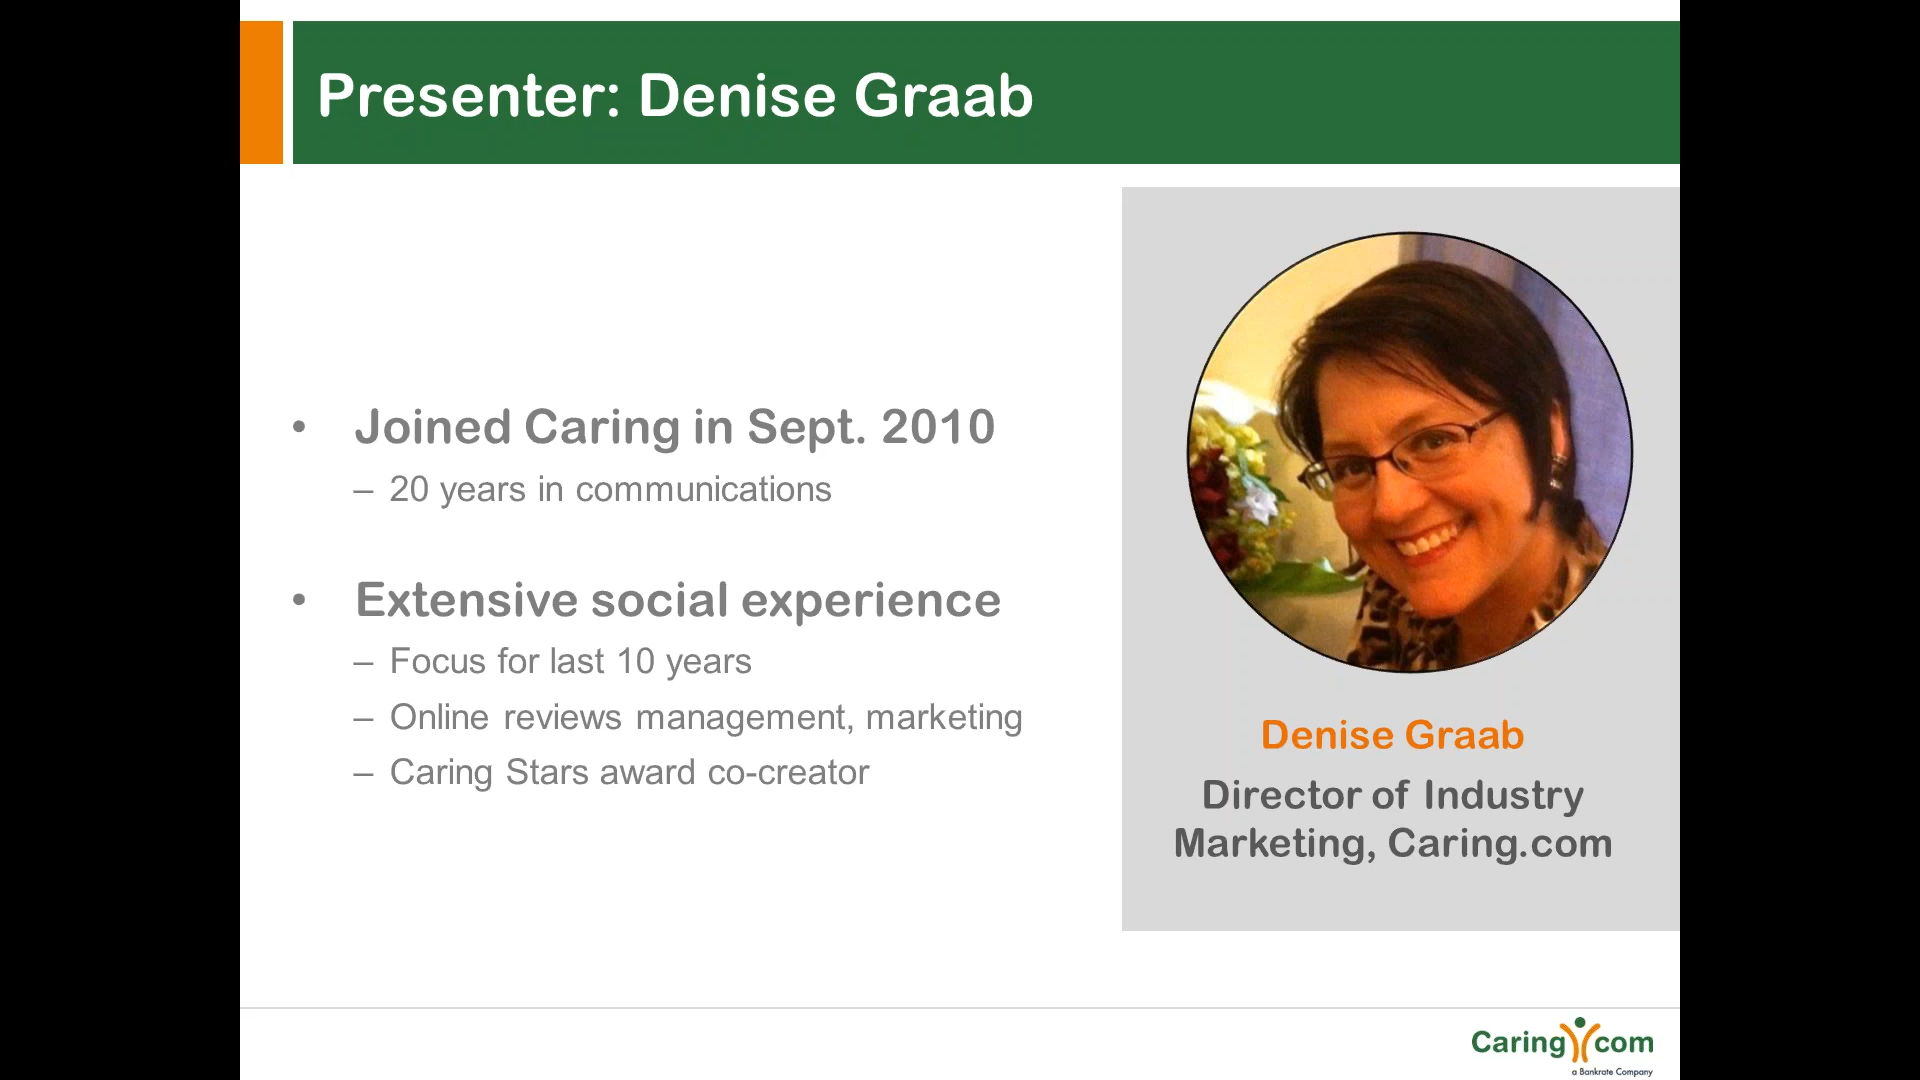 Presenter: Denise Graab
• Joined Caring in Sept. 2010
– 20 years in communications
• Extensive social experience
– Focus for last 10 years
– Online reviews management, marketing
– Caring Stars award co-creator
Denise Graab
Director of Industry
Marketing, Caring.com
Caring com
a Bankrate Company